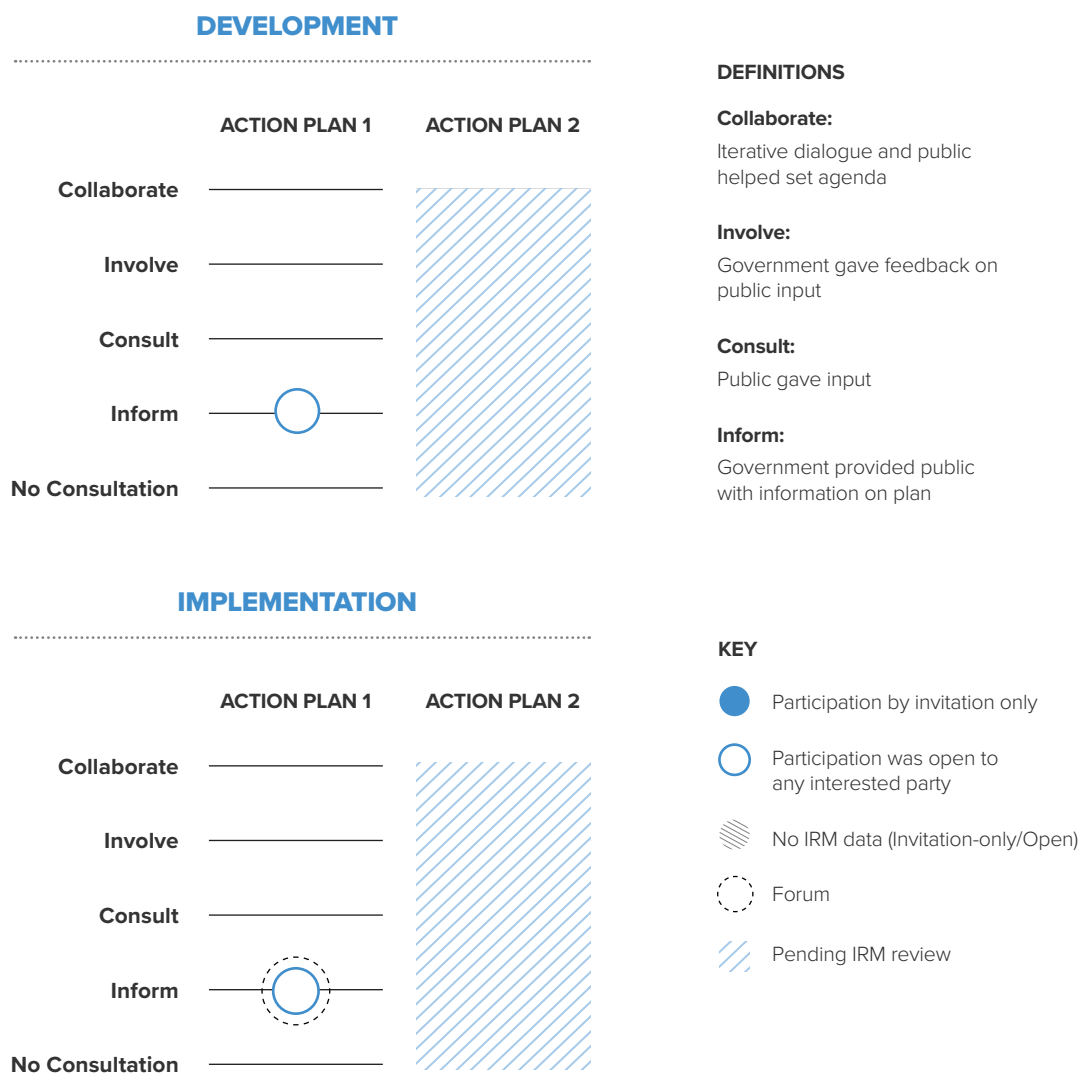 DEVELOPMENT
ACTION PLAN 1
ACTION PLAN 2
Collaborate
Involve
Consult
Inform
No Consultation
DEFINITIONS
Collaborate:
Iterative dialogue and public
helped set agenda
Involve:
Government gave feedback on
public input
Consult:
Public gave input
Inform:
Government provided public
with information on plan
IMPLEMENTATION
ACTION PLAN 1
ACTION PLAN 2
Collaborate
Involve
Consult
Inform
No Consultation
KEY
Participation by invitation only
Participation was open to
any interested party
No IRM data (Invitation-only/Open)
Forum
Pending IRM review